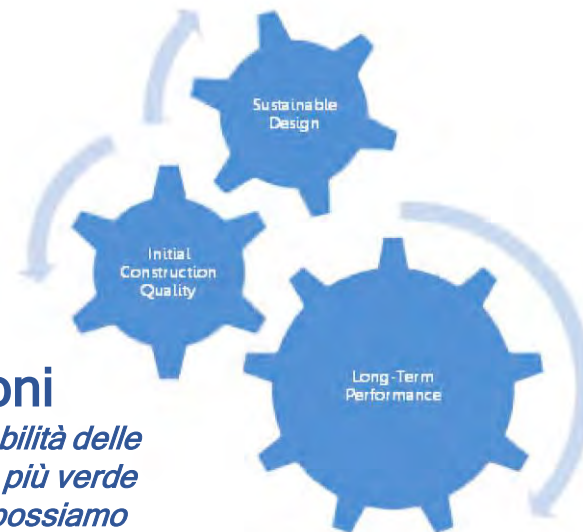 Sustainable
Design
Initial
Construction
Quality
Long-Term
Performance
oni
bilità delle
più verde
possiamo